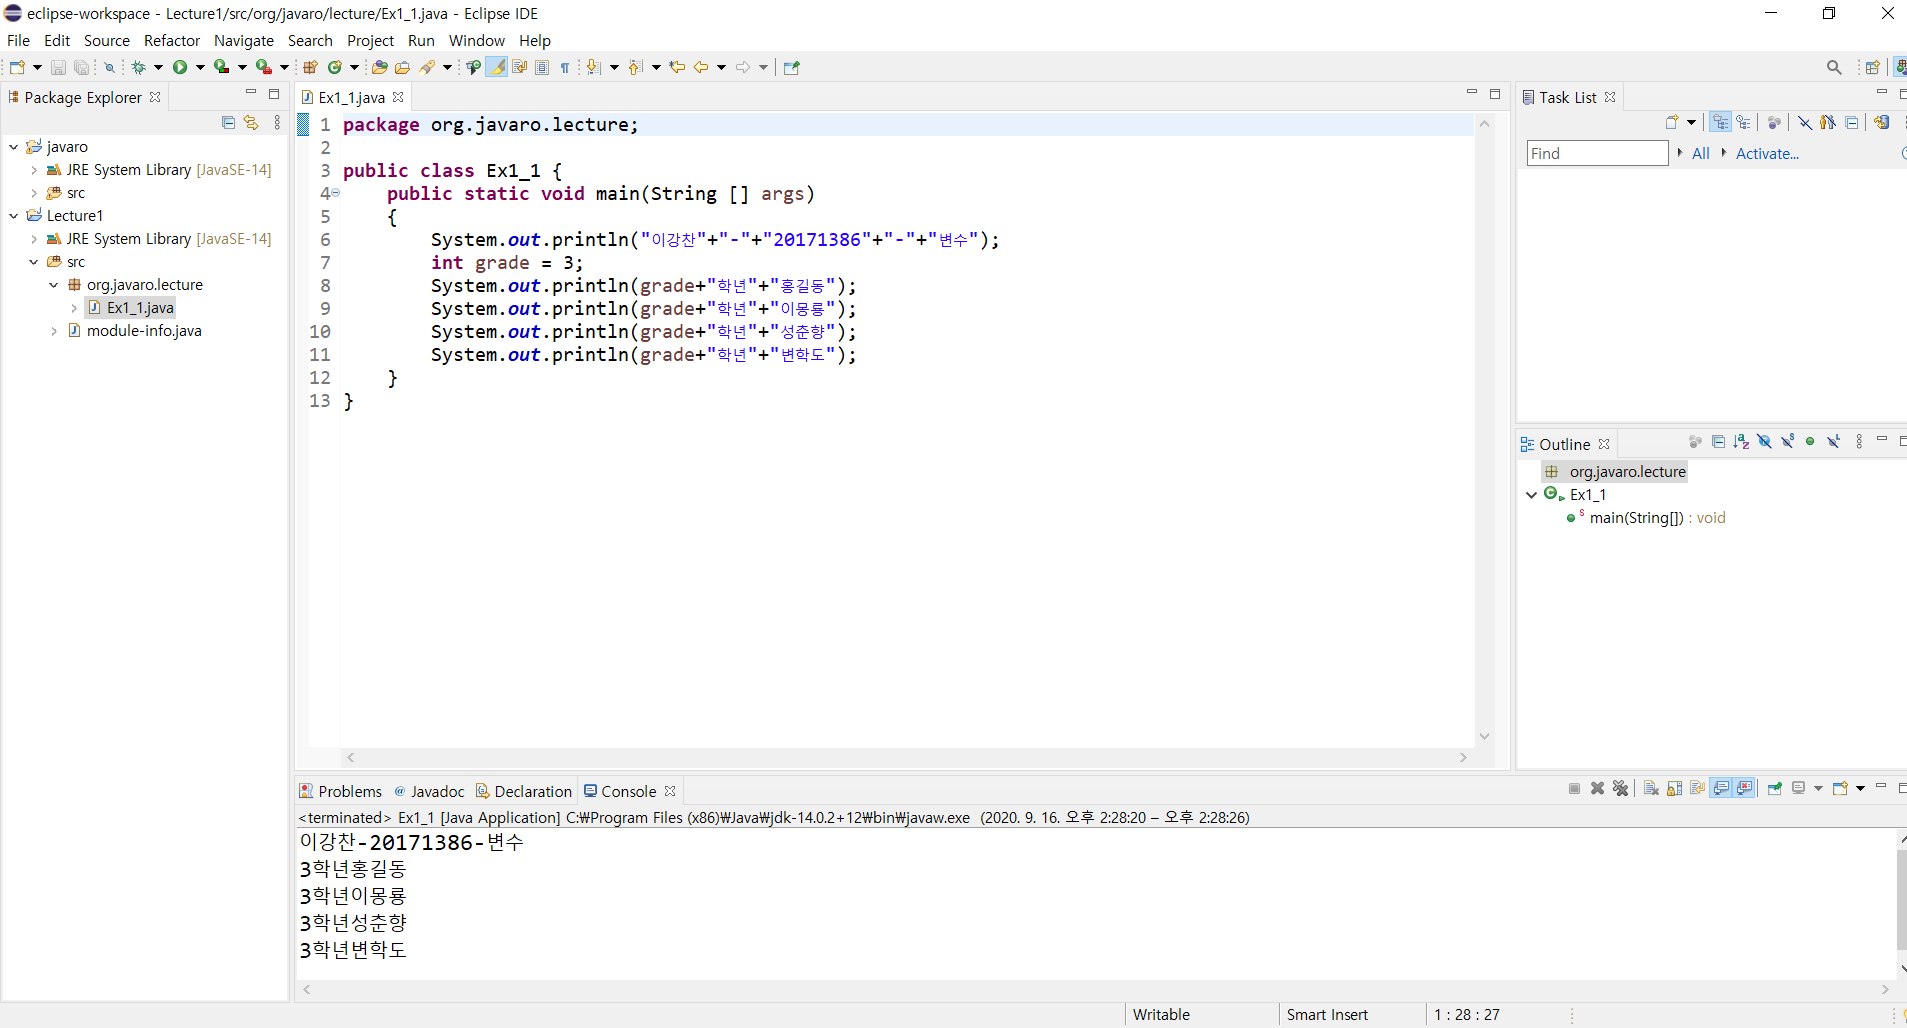 eclipse-workspace - Lecture1/src/org/javaro/lecture/Ex1_1.java - Eclipse IDE
File Edit Source Refactor Navigate Search Project Run Window Help
Package Explorer
javaro
JRE System Library [JavaSE-14]
src
Lecture1
JRE System Library [JavaSE-14]
src
org.javaro.lecture
Ex1_1.java
module-info.java
Ex1_1.java
1 package org.javaro.lecture;
2
3 public class Ex1_1 {
4 public static void main(String [] args)
5 {
6 System.out.println("이강찬"+"-"+"20171386"+"-"+"변수");
7 int grade = 3;
8 System.out.println(grade+"학년"+"홍길동");
9 System.out.println(grade+"학년"+"이몽룡");
10 System.out.println(grade+"학년"+"성춘향");
11 System.out.println(grade+"학년"+"변학도");
12 }
13 }
Task List
Find All Activate...
Outline
org.javaro.lecture
Ex1_1
main(String[]) : void
Problems @ Javadoc Declaration Console
<terminated> Ex1_1 [Java Application] C:₩Program Files (x86)₩Java₩jdk-14.0.2+12₩bin₩javaw.exe (2020. 9. 16. 오후 2:28:20 – 오후 2:28:26)
이강찬-20171386-변수
3학년홍길동
3학년이몽룡
3학년성춘향
3학년변학도
Writable Smart Insert 1 : 28 : 27